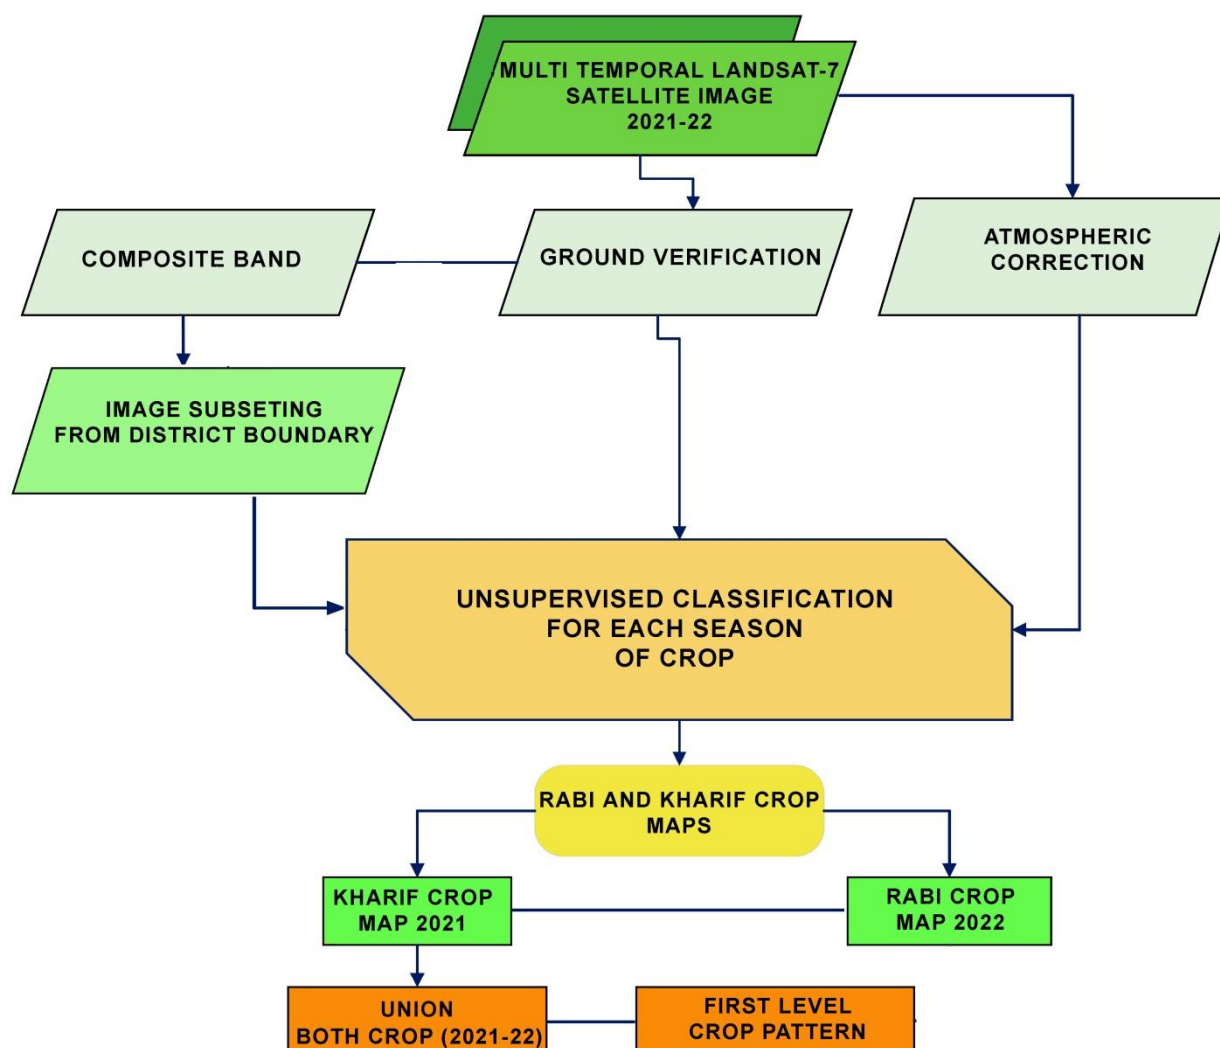 MULTI TEMPORAL LANDSAT-7
SATELLITE IMAGE
2021-22
COMPOSITE BAND
GROUND VERIFICATION
ATMOSPHERIC
CORRECTION
IMAGE SUBSETING
FROM DISTRICT BOUNDARY
UNSUPERVISED CLASSIFICATION
FOR EACH SEASON
OF CROP
RABI AND KHARIF CROP
MAPS
KHARIF CROP
MAP 2021
RABI CROP
MAP 2022
UNION
BOTH CROP (2021-22)
FIRST LEVEL
CROP PATTERN